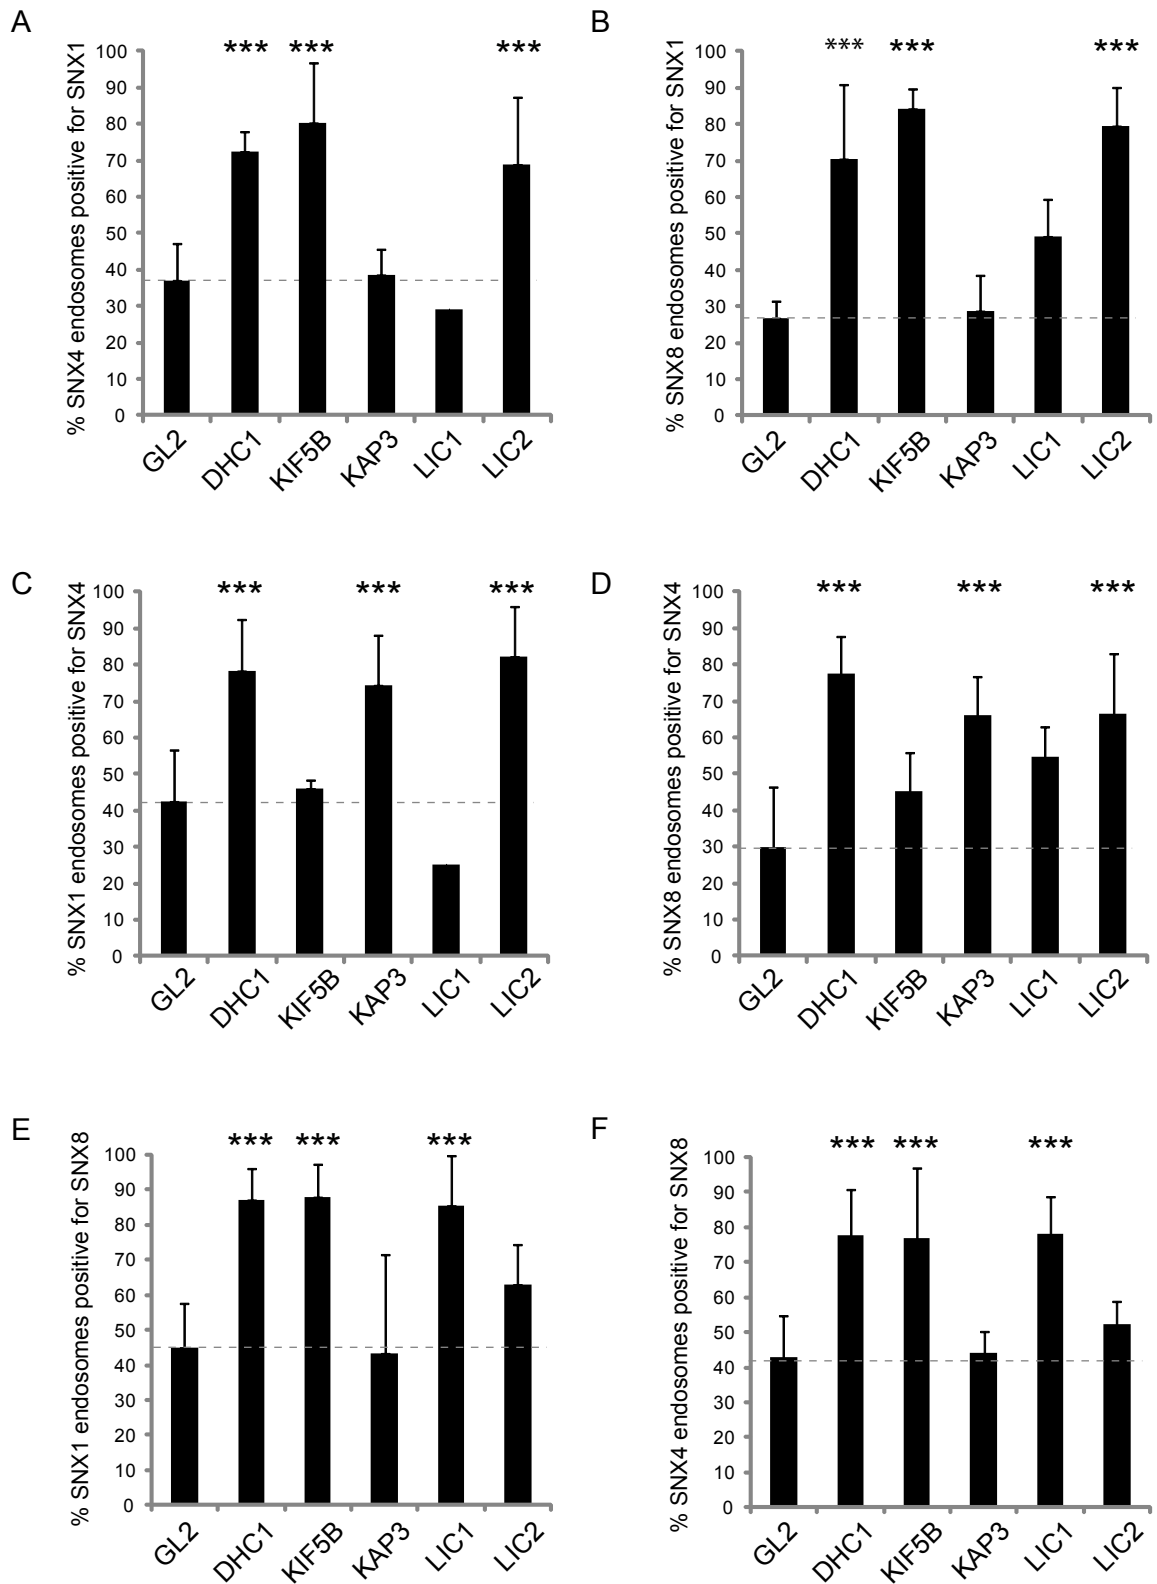 A
% SNX4 endosomes positive for SNX1
100
90
80
70
60
50
40
30
20
10
0
*** *** ***
GL2 DHC1 KIF5B KAP3 LIC1 LIC2
B
% SNX8 endosomes positive for SNX1
100
90
80
70
60
50
40
30
20
10
0
*** *** ***
GL2 DHC1 KIF5B KAP3 LIC1 LIC2
C
% SNX1 endosomes positive for SNX4
100
90
80
70
60
50
40
30
20
10
0
*** *** ***
GL2 DHC1 KIF5B KAP3 LIC1 LIC2
D
% SNX8 endosomes positive for SNX4
100
90
80
70
60
50
40
30
20
10
0
*** *** ***
GL2 DHC1 KIF5B KAP3 LIC1 LIC2
E
% SNX1 endosomes positive for SNX8
100
90
80
70
60
50
40
30
20
10
0
*** *** ***
GL2 DHC1 KIF5B KAP3 LIC1 LIC2
F
% SNX4 endosomes positive for SNX8
100
90
80
70
60
50
40
30
20
10
0
*** *** ***
GL2 DHC1 KIF5B KAP3 LIC1 LIC2